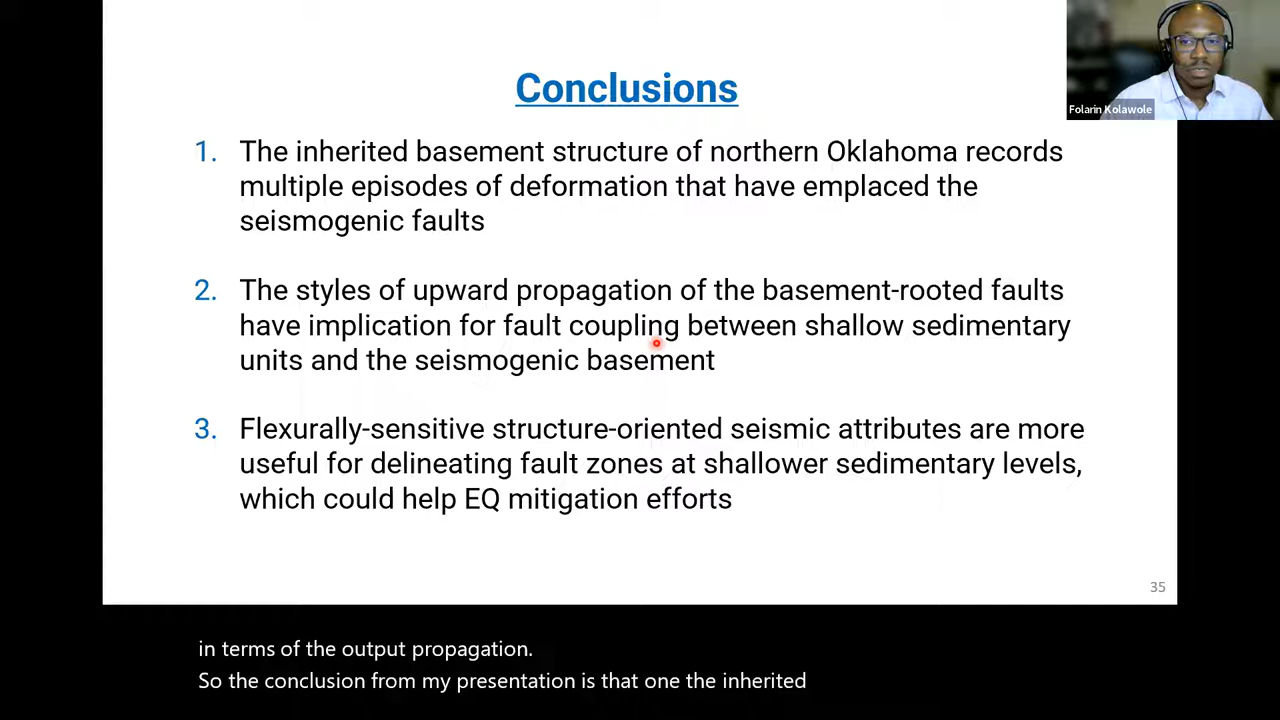 Conclusions
Folarin Kolawole
1. The inherited basement structure of northern Oklahoma records
multiple episodes of deformation that have emplaced the
seismogenic faults
2. The styles of upward propagation of the basement-rooted faults
have implication for fault coupling between shallow sedimentary
units and the seismogenic basement
3. Flexurally-sensitive structure-oriented seismic attributes are more
useful for delineating fault zones at shallower sedimentary levels,
which could help EQ mitigation efforts
35
in terms of the output propagation.
So the conclusion from my presentation is that one the inherited